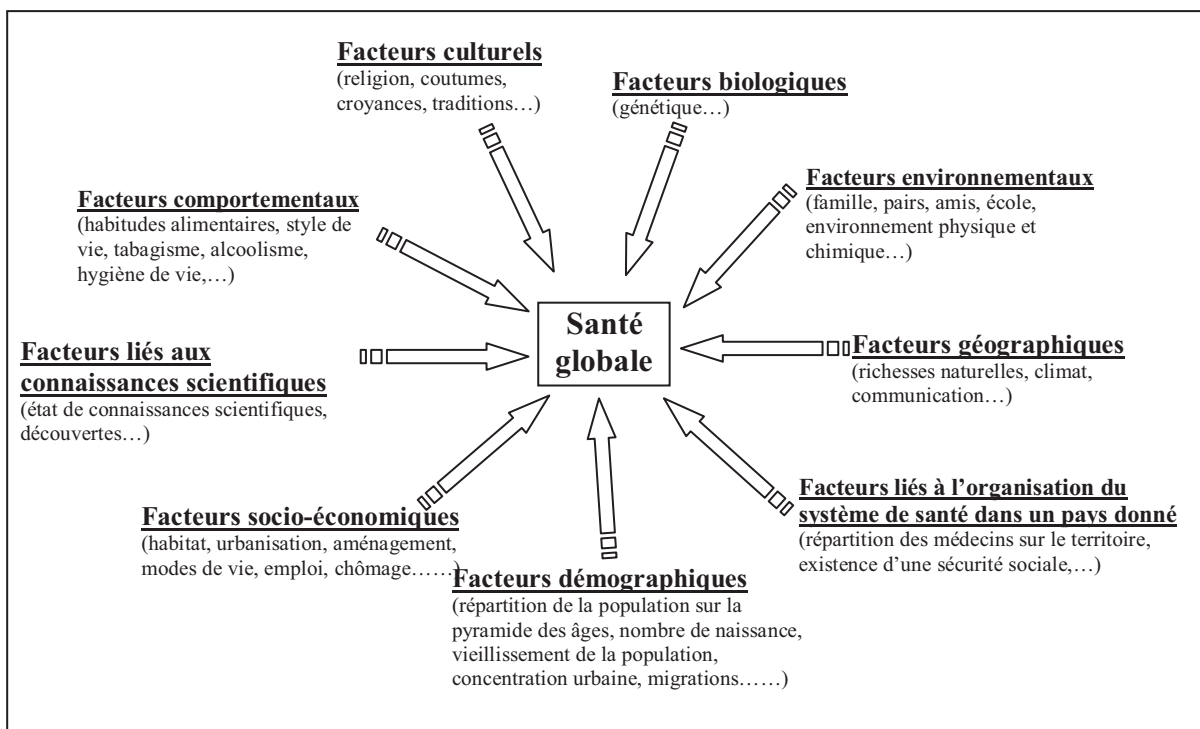 Facteurs culturels
(religion, coutumes,
croyances, traditions…)
Facteurs biologiques
(génétique…)
Facteurs comportementaux
(habitudes alimentaires, style de
vie, tabagisme, alcoolisme,
hygiène de vie,…)
Facteurs environnementaux
(famille, pairs, amis, école,
environnement physique et
chimique…)
Santé
globale
Facteurs liés aux
connaissances scientifiques
(état de connaissances scientifiques,
découvertes…)
Facteurs géographiques
(richesses naturelles, climat,
communication…)
Facteurs socio-économiques
(habitat, urbanisation, aménagement,
modes de vie, emploi, chômage……)
Facteurs démographiques
(répartition de la population sur la
pyramide des âges, nombre de naissance,
vieillissement de la population,
concentration urbaine, migrations……)
Facteurs liés à l’organisation du
système de santé dans un pays donné
(répartition des médecins sur le territoire,
existence d’une sécurité sociale,…)